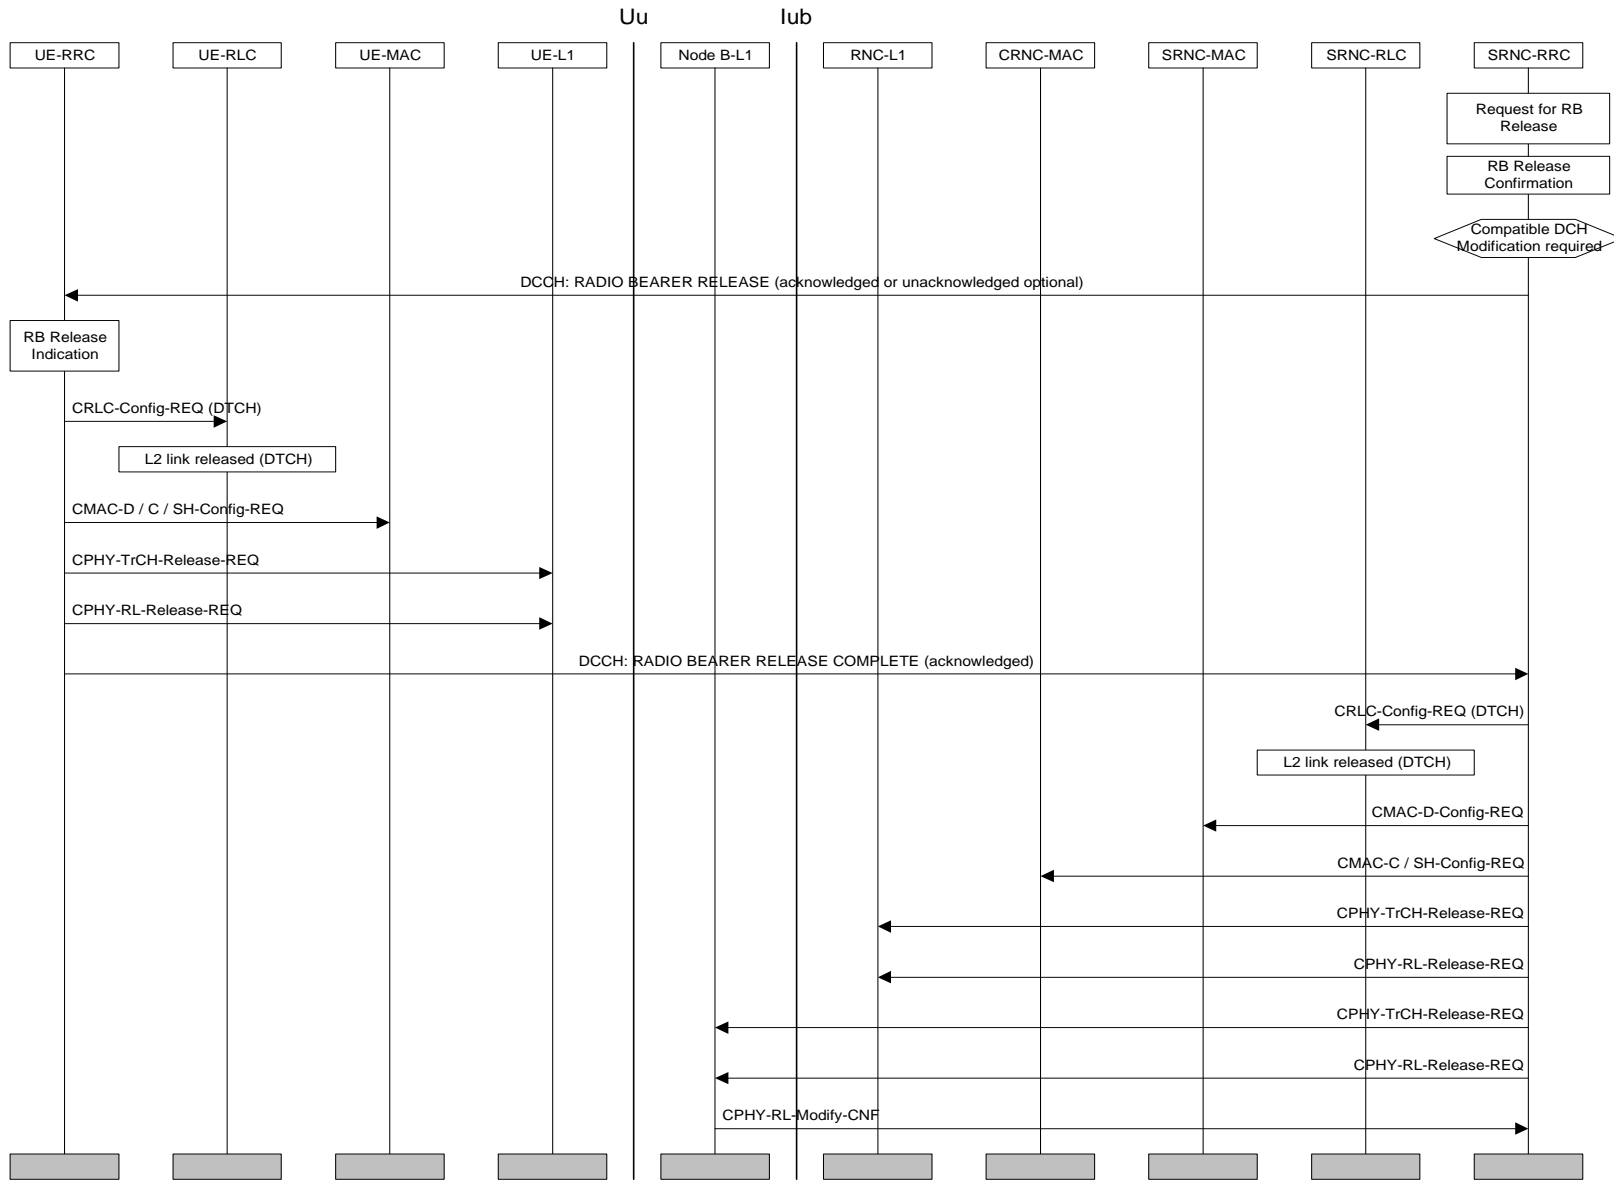 Uu
Iub
UE-RRC
UE-RLC
UE-MAC
UE-L1
Node B-L1
RNC-L1
CRNC-MAC
SRNC-MAC
SRNC-RLC
SRNC-RRC
Request for RB
Release
RB Release
Confirmation
Compatible DCH
Modification required
DCCH: RADIO BEARER RELEASE (acknowledged or unacknowledged optional)
RB Release
Indication
CRLC-Config-REQ (DTCH)
L2 link released (DTCH)
CMAC-D / C / SH-Config-REQ
CPHY-TrCH-Release-REQ
CPHY-RL-Release-REQ
DCCH: RADIO BEARER RELEASE COMPLETE (acknowledged)
CRLC-Config-REQ (DTCH)
L2 link released (DTCH)
CMAC-D-Config-REQ
CMAC-C / SH-Config-REQ
CPHY-TrCH-Release-REQ
CPHY-RL-Release-REQ
CPHY-TrCH-Release-REQ
CPHY-RL-Release-REQ
CPHY-RL-Modify-CNF